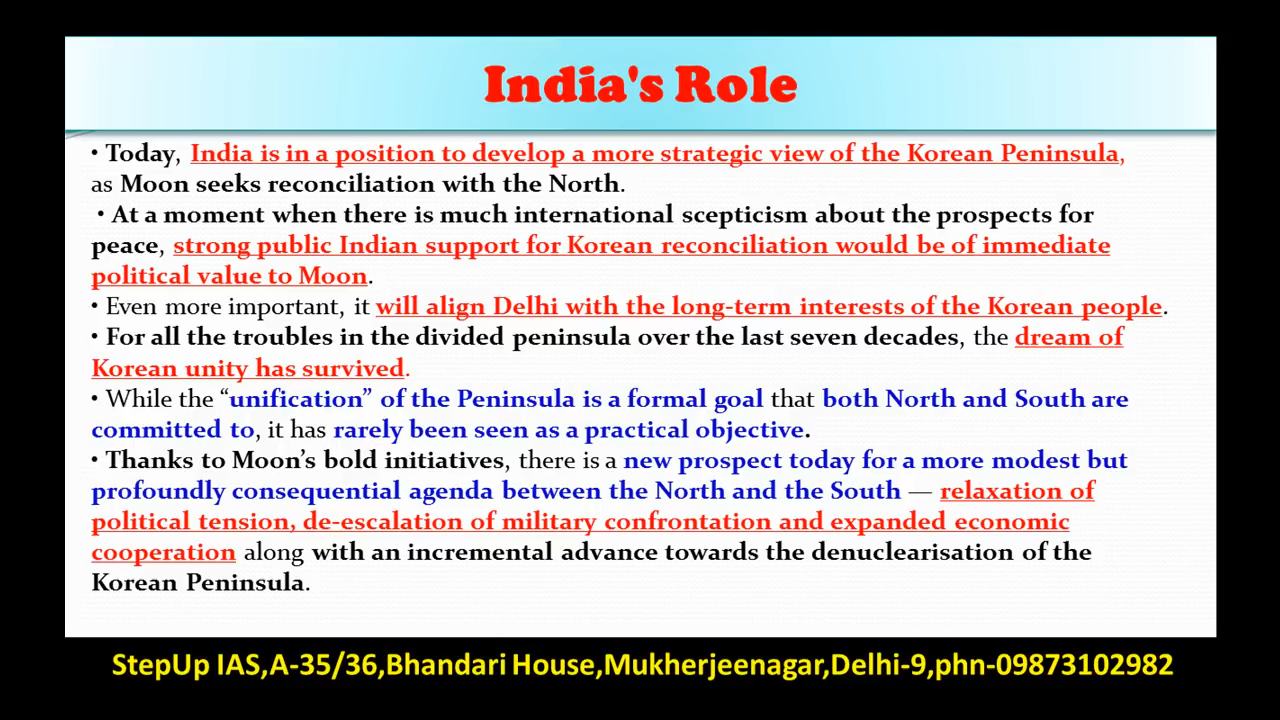 India's Role
• Today, India is in a position to develop a more strategic view of the Korean Peninsula,
as Moon seeks reconciliation with the North.
• At a moment when there is much international scepticism about the prospects for
peace, strong public Indian support for Korean reconciliation would be of immediate
political value to Moon.
• Even more important, it will align Delhi with the long-term interests of the Korean people.
• For all the troubles in the divided peninsula over the last seven decades, the dream of
Korean unity has survived.
• While the “unification” of the Peninsula is a formal goal that both North and South are
committed to, it has rarely been seen as a practical objective.
• Thanks to Moon’s bold initiatives, there is a new prospect today for a more modest but
profoundly consequential agenda between the North and the South — relaxation of
political tension, de-escalation of military confrontation and expanded economic
cooperation along with an incremental advance towards the denuclearisation of the
Korean Peninsula.
StepUp IAS,A-35/36,Bhandari House,Mukherjeenagar,Delhi-9,phn-09873102982